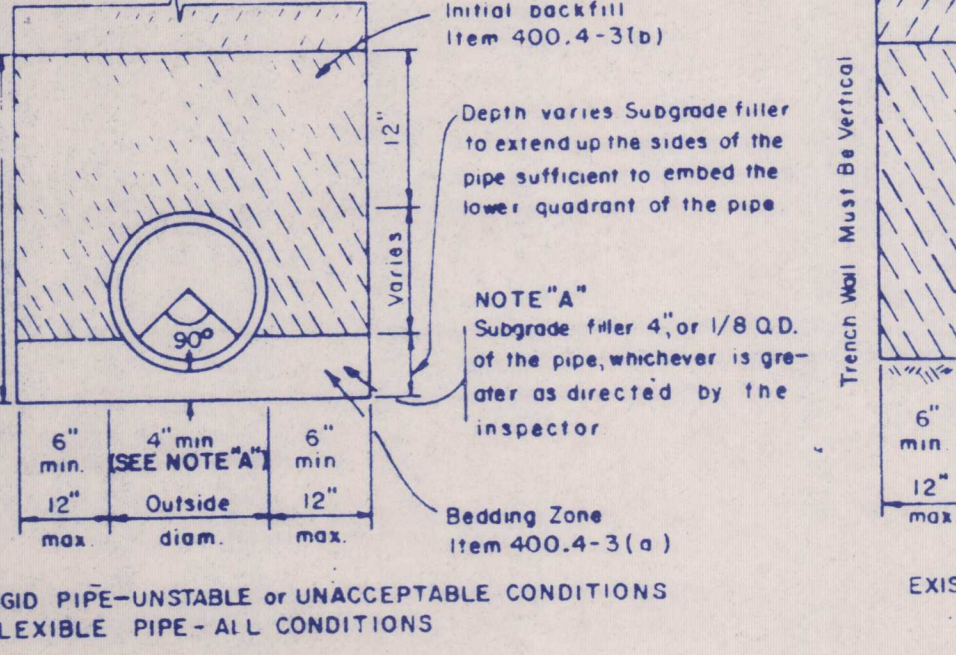 Initial backfill
Item 400.4-3(b)
Depth varies Subgrade filler
to extend up the sides of the
pipe sufficient to embed the
lower quadrant of the pipe
12"
Varies
90°
NOTE "A"
Subgrade filler 4", or 1/8 O.D.
of the pipe, whichever is gre-
ater as directed by the
inspector
6"
min.
4" min
(SEE NOTE "A")
6"
min
12"
max.
Outside
diam.
12"
max.
Bedding Zone
Item 400.4-3(a)
GID PIPE-UNSTABLE or UNACCEPTABLE CONDITIONS
LEXIBLE PIPE-ALL CONDITIONS
Trench Wall Must Be Vertical
6"
min
12"
max
EXIS